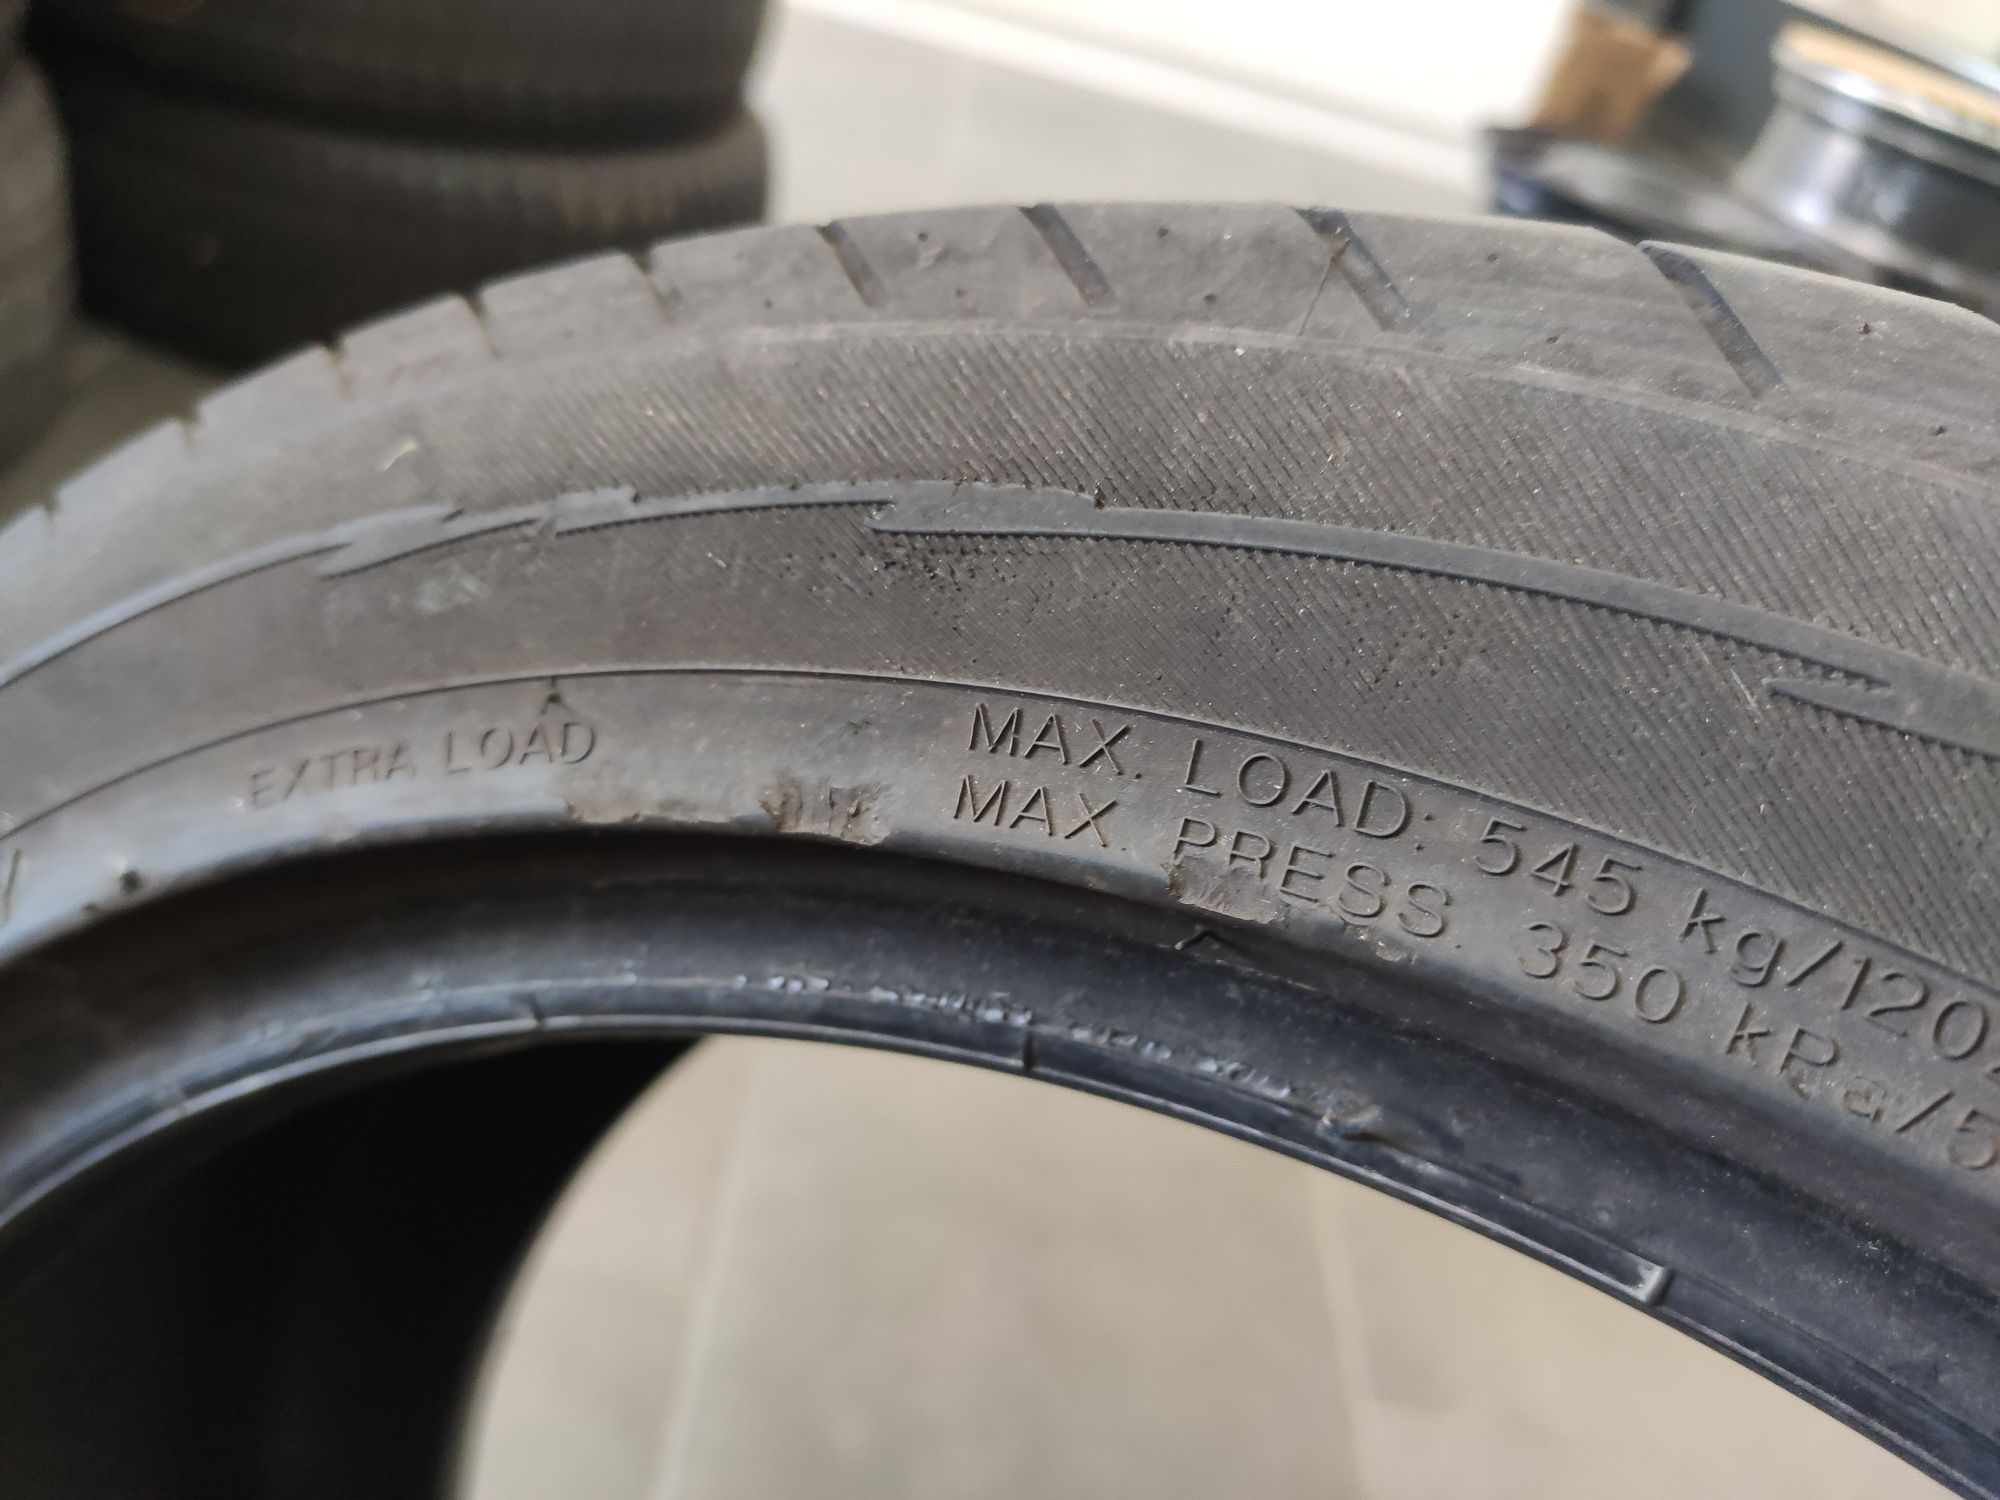 EXTRA LOAD
MAX. LOAD: 545 kg/120
MAX. PRESS. 350 kPa/5